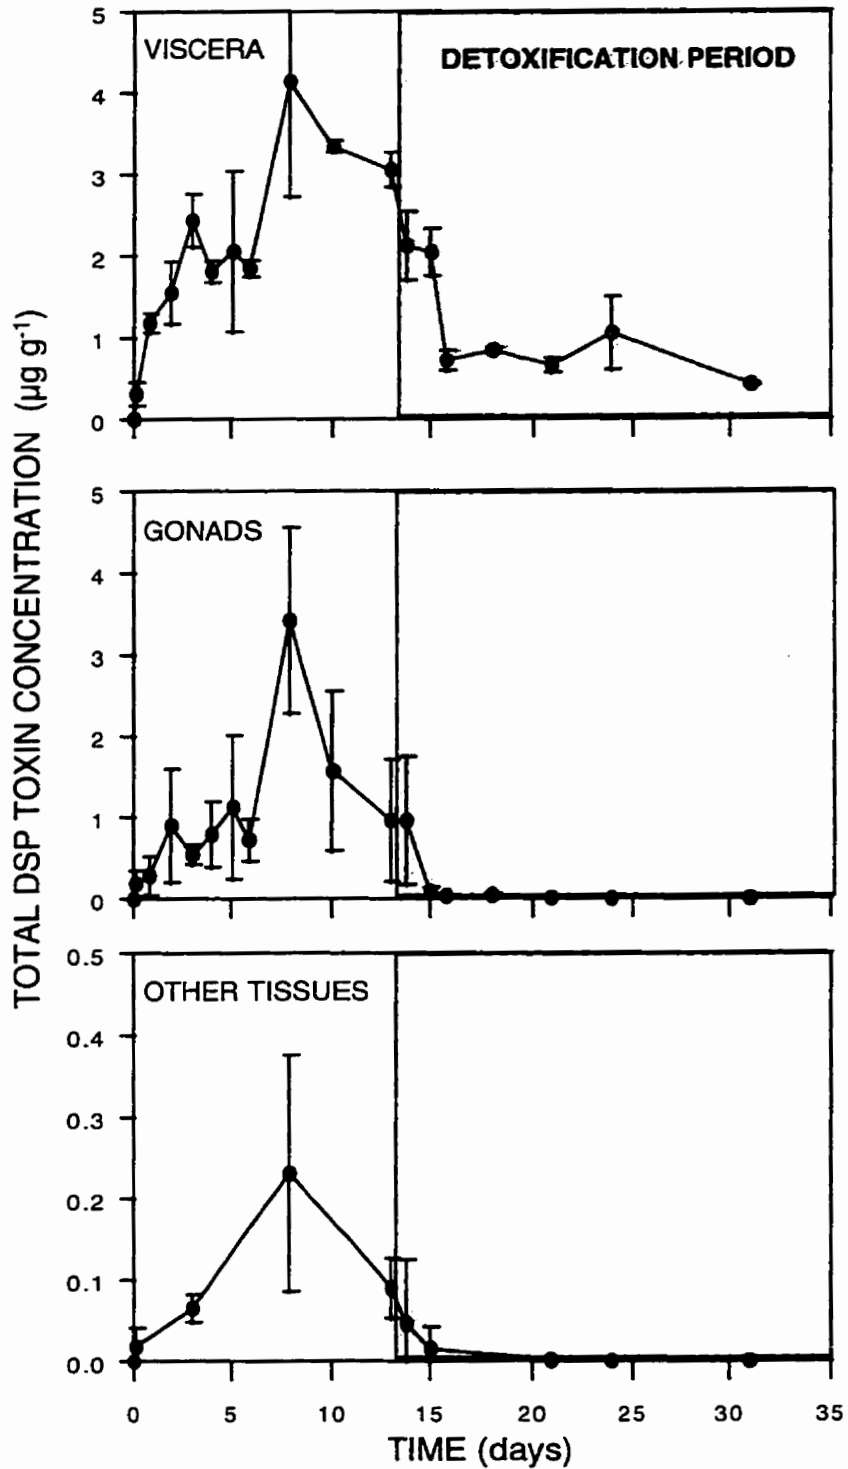 TOTAL DSP TOXIN CONCENTRATION (µg g⁻¹)
5
VISCERA
DETOXIFICATION PERIOD
4
3
2
1
0
5
GONADS
4
3
2
1
0
0.5
OTHER TISSUES
0.4
0.3
0.2
0.1
0.0
0 5 10 15 20 25 30 35
TIME (days)